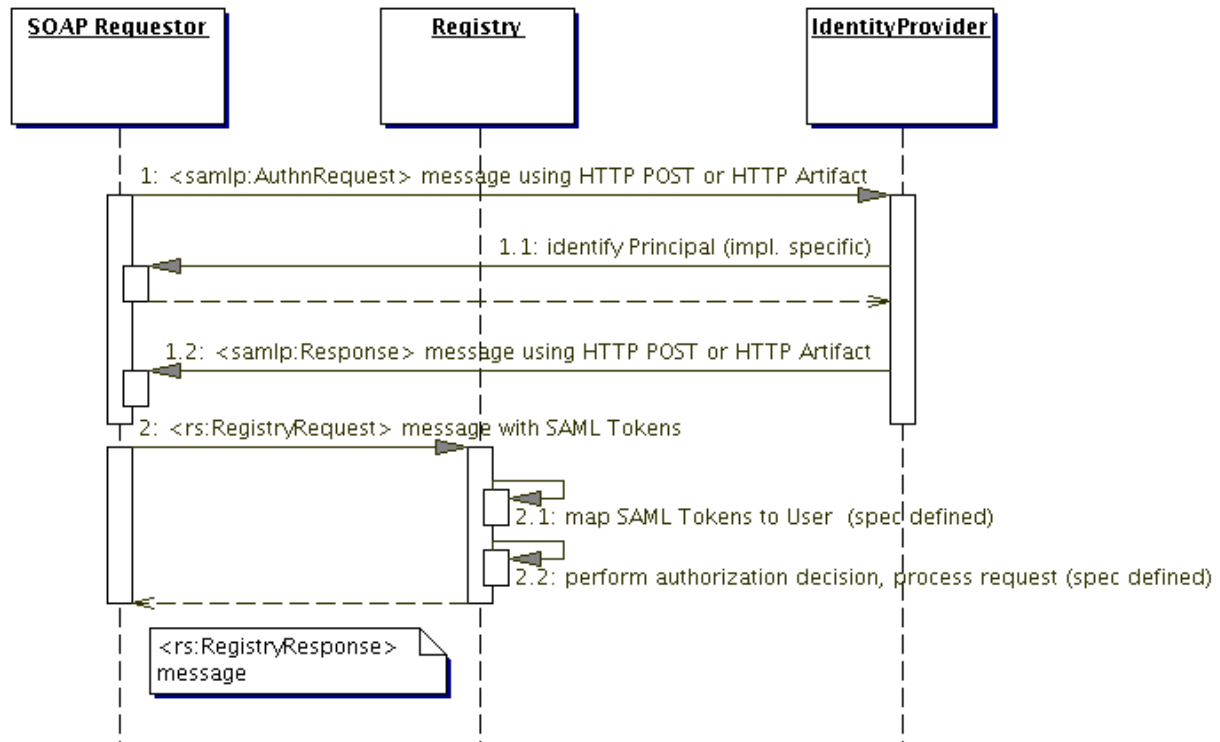 SOAP Requestor
Registry
IdentityProvider
1: <samlp:AuthnRequest> message using HTTP POST or HTTP Artifact
1.1: identify Principal (impl. specific)
1.2: <samlp:Response> message using HTTP POST or HTTP Artifact
2: <rs:RegistryRequest> message with SAML Tokens
2.1: map SAML Tokens to User (spec defined)
2.2: perform authorization decision, process request (spec defined)
<rs:RegistryResponse>
message